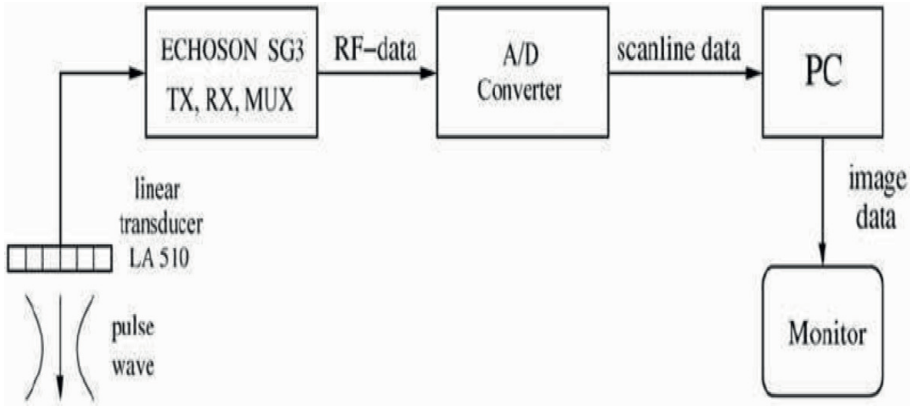 ECHOSON SG3
TX, RX, MUX
RF-data
A/D
Converter
scanline data
PC
linear
transducer
LA 510
image
data
pulse
wave
Monitor